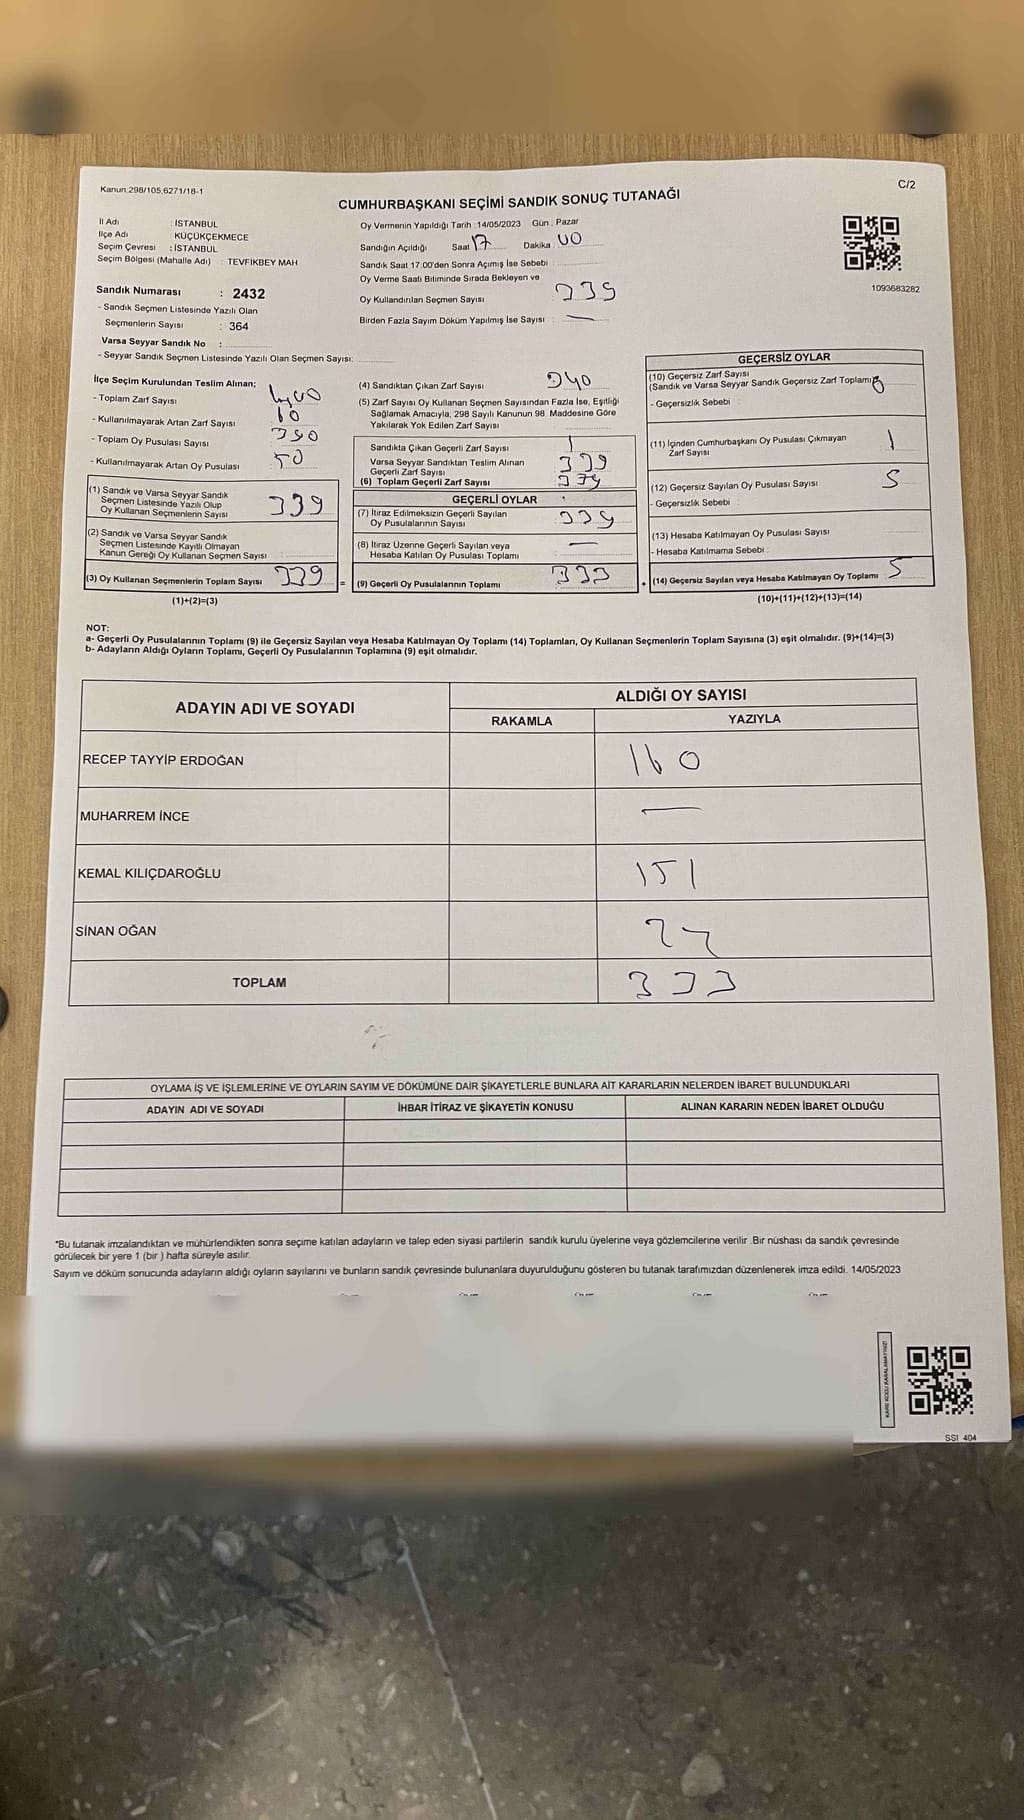 Kanun:298/105,6271/18-1
C/2
CUMHURBAŞKANI SEÇİMİ SANDIK SONUÇ TUTANAĞI
İl Adı : İSTANBUL
İlçe Adı : KÜÇÜKÇEKMECE
Seçim Çevresi : İSTANBUL
Seçim Bölgesi (Mahalle Adı) : TEVFİKBEY MAH
Sandık Numarası : 2432
- Sandık Seçmen Listesinde Yazılı Olan
Seçmenlerin Sayısı : 364
Varsa Seyyar Sandık No :
- Seyyar Sandık Seçmen Listesinde Yazılı Olan Seçmen Sayısı:
Oy Vermenin Yapıldığı Tarih : 14/05/2023 Gün : Pazar
Sandığın Açıldığı Saat 17 Dakika : 00
Sandık Saat 17:00'den Sonra Açımış İse Sebebi :
Oy Verme Saati Bitiminde Sırada Bekleyen ve
Oy Kullandırılan Seçmen Sayısı : 339
Birden Fazla Sayım Döküm Yapılmış İse Sayısı : —
1093683282
İlçe Seçim Kurulundan Teslim Alınan;
- Toplam Zarf Sayısı : 400
- Kullanılmayarak Artan Zarf Sayısı : 60
- Toplam Oy Pusulası Sayısı : 390
- Kullanılmayarak Artan Oy Pusulası : 50
(1) Sandık ve Varsa Seyyar Sandık
Seçmen Listesinde Yazılı Olup
Oy Kullanan Seçmenlerin Sayısı : 339
(2) Sandık ve Varsa Seyyar Sandık
Seçmen Listesinde Kayıtlı Olmayan
Kanun Gereği Oy Kullanan Seçmen Sayısı :
(3) Oy Kullanan Seçmenlerin Toplam Sayısı : 339 =
(1)+(2)=(3)
(4) Sandıktan Çıkan Zarf Sayısı : 340
(5) Zarf Sayısı Oy Kullanan Seçmen Sayısından Fazla İse, Eşitliği
Sağlamak Amacıyla, 298 Sayılı Kanunun 98. Maddesine Göre
Yakılarak Yok Edilen Zarf Sayısı
Sandıkta Çıkan Geçerli Zarf Sayısı 1
Varsa Seyyar Sandıktan Teslim Alınan
Geçerli Zarf Sayısı 339
(6) Toplam Geçerli Zarf Sayısı
GEÇERLİ OYLAR
(7) İtiraz Edilmeksizin Geçerli Sayılan
Oy Pusulalarının Sayısı : 339
(8) İtiraz Üzerine Geçerli Sayılan veya
Hesaba Katılan Oy Pusulası Toplamı : —
(9) Geçerli Oy Pusulalarının Toplamı : 333 +
GEÇERSİZ OYLAR
(10) Geçersiz Zarf Sayısı
(Sandık ve Varsa Seyyar Sandık Geçersiz Zarf Toplamı)
- Geçersizlik Sebebi :
(11) İçinden Cumhurbaşkanı Oy Pusulası Çıkmayan
Zarf Sayısı 1
(12) Geçersiz Sayılan Oy Pusulası Sayısı 5
- Geçersizlik Sebebi :
(13) Hesaba Katılmayan Oy Pusulası Sayısı
- Hesaba Katılmama Sebebi :
(14) Geçersiz Sayılan veya Hesaba Katılmayan Oy Toplamı : 5
(10)+(11)+(12)+(13)=(14)
NOT:
a- Geçerli Oy Pusulalarının Toplamı (9) ile Geçersiz Sayılan veya Hesaba Katılmayan Oy Toplamı (14) Toplamları, Oy Kullanan Seçmenlerin Toplam Sayısına (3) eşit olmalıdır. (9)+(14)=(3)
b- Adayların Aldığı Oyların Toplamı, Geçerli Oy Pusulalarının Toplamına (9) eşit olmalıdır.
ADAYIN ADI VE SOYADI ALDIĞI OY SAYISI
RAKAMLA YAZIYLA
RECEP TAYYİP ERDOĞAN 160
MUHARREM İNCE —
KEMAL KILIÇDAROĞLU 151
SİNAN OĞAN
TOPLAM 333
OYLAMA İŞ VE İŞLEMLERİNE VE OYLARIN SAYIM VE DÖKÜMÜNE DAİR ŞİKAYETLERLE BUNLARA AİT KARARLARIN NELERDEN İBARET BULUNDUKLARI
ADAYIN ADI VE SOYADI İHBAR İTİRAZ VE ŞİKAYETİN KONUSU ALINAN KARARIN NEDEN İBARET OLDUĞU
*Bu tutanak imzalandıktan ve mühürlendikten sonra seçime katılan adayların ve talep eden siyasi partilerin sandık kurulu üyelerine veya gözlemcilerine verilir .Bir nüshası da sandık çevresinde
görülecek bir yere 1 (bir ) hafta süreyle asılır.
Sayım ve döküm sonucunda adayların aldığı oyların sayılarını ve bunların sandık çevresinde bulunanlara duyurulduğunu gösteren bu tutanak tarafımızdan düzenlenerek imza edildi. 14/05/2023
KARE KODU KARALAMAYINIZ!
SSI 404